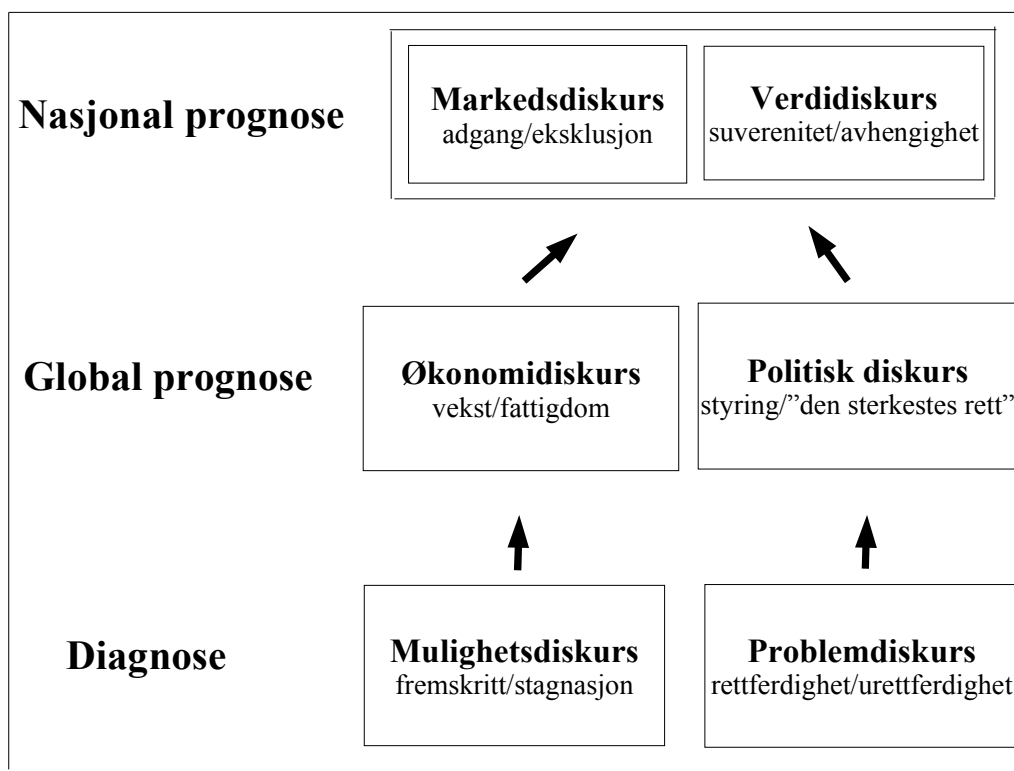 Nasjonal prognose
Markedsdiskurs
adgang/eksklusjon
Verdidiskurs
suverenitet/avhengighet
Global prognose
Økonomidiskurs
vekst/fattigdom
Politisk diskurs
styring/”den sterkestes rett”
Diagnose
Mulighetsdiskurs
fremskritt/stagnasjon
Problemdiskurs
rettferdighet/urettferdighet